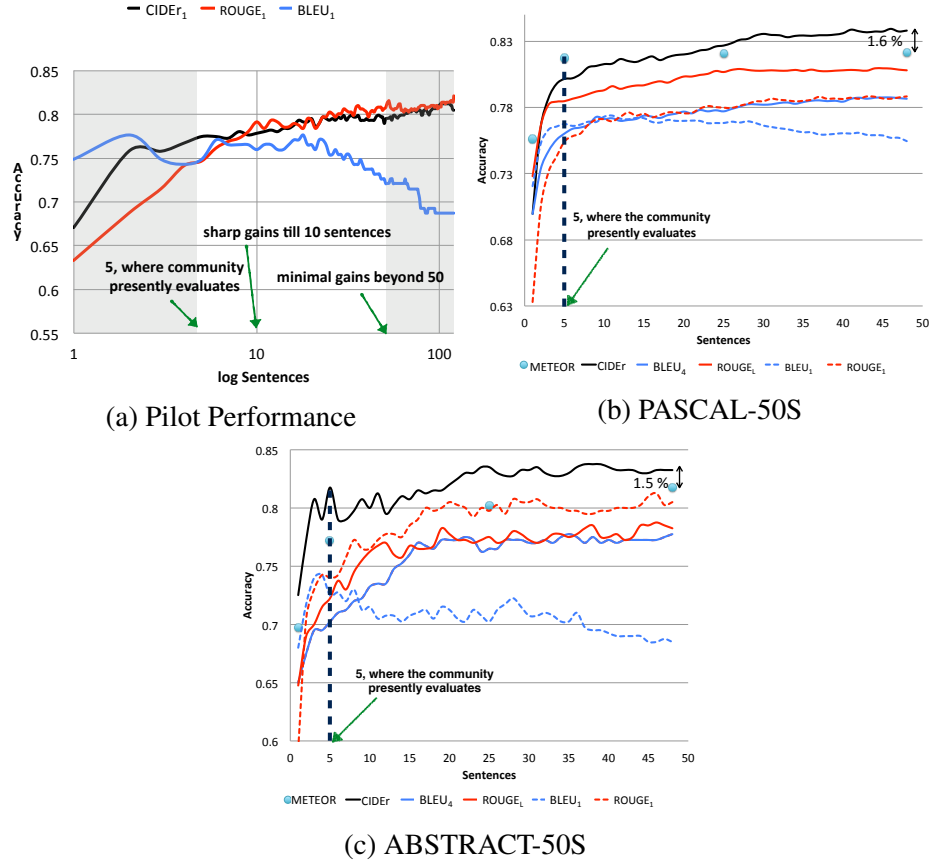 CIDEr₁ ROUGE₁ BLEU₁
0.85
0.8
0.75
0.7
0.65
0.6
0.55
Accuracy
sharp gains till 10 sentences
5, where community
presently evaluates
minimal gains beyond 50
1 10 100
log Sentences
(a) Pilot Performance
0.83
0.78
0.73
0.68
0.63
Accuracy
1.6 %
5, where the community
presently evaluates
0 5 10 15 20 25 30 35 40 45 50
Sentences
METEOR CIDEr BLEU₄ ROUGE_L BLEU₁ ROUGE₁
(b) PASCAL-50S
0.85
0.8
0.75
0.7
0.65
0.6
Accuracy
1.5 %
5, where the community
presently evaluates
0 5 10 15 20 25 30 35 40 45 50
Sentences
METEOR CIDEr BLEU₄ ROUGE_L BLEU₁ ROUGE₁
(c) ABSTRACT-50S